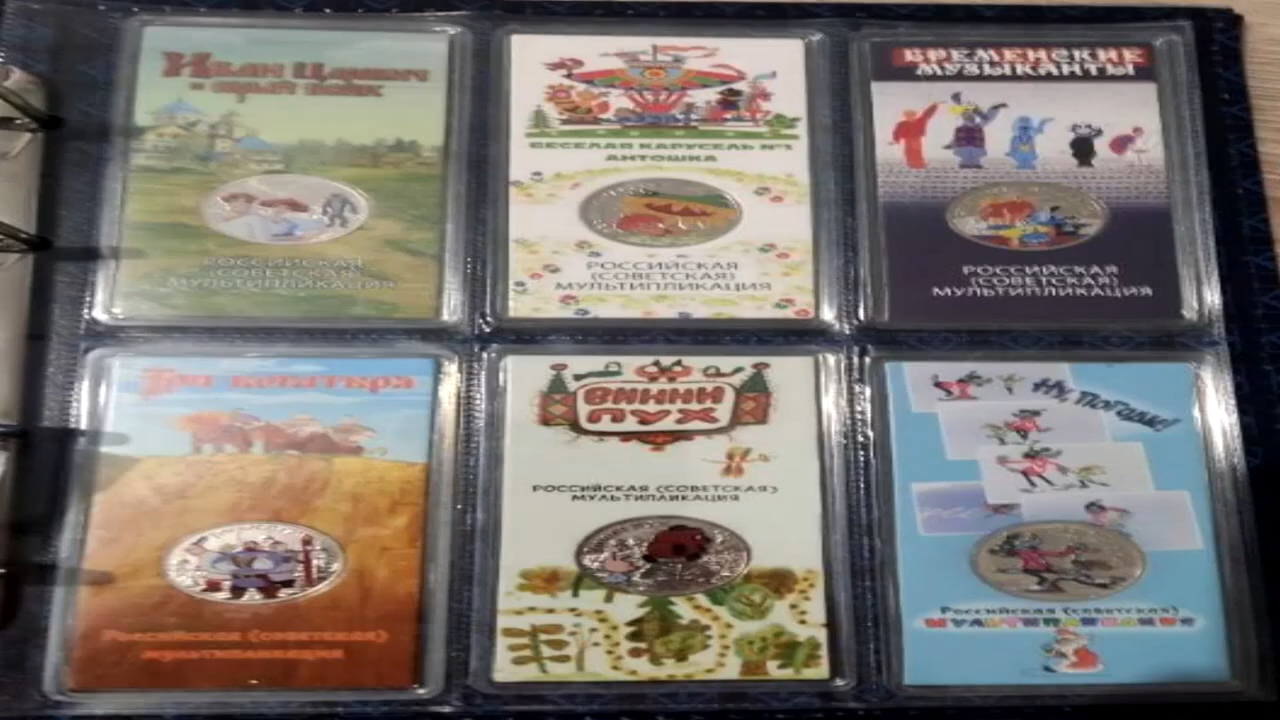 Иван Царевич
и серый волк
РОССИЙСКАЯ
(СОВЕТСКАЯ)
МУЛЬТИПЛИКАЦИЯ
ВЕСЕЛАЯ КАРУСЕЛЬ №1
АНТОШКА
РОССИЙСКАЯ
(СОВЕТСКАЯ)
МУЛЬТИПЛИКАЦИЯ
БРЕМЕНСКИЕ
МУЗЫКАНТЫ
РОССИЙСКАЯ
(СОВЕТСКАЯ)
МУЛЬТИПЛИКАЦИЯ
Три богатыря
Российская (советская)
мультипликация
ВИННИ
ПУХ
РОССИЙСКАЯ (СОВЕТСКАЯ)
МУЛЬТИПЛИКАЦИЯ
Ну, погоди!
Российская (советская)
МУЛЬТИПЛИКАЦИЯ